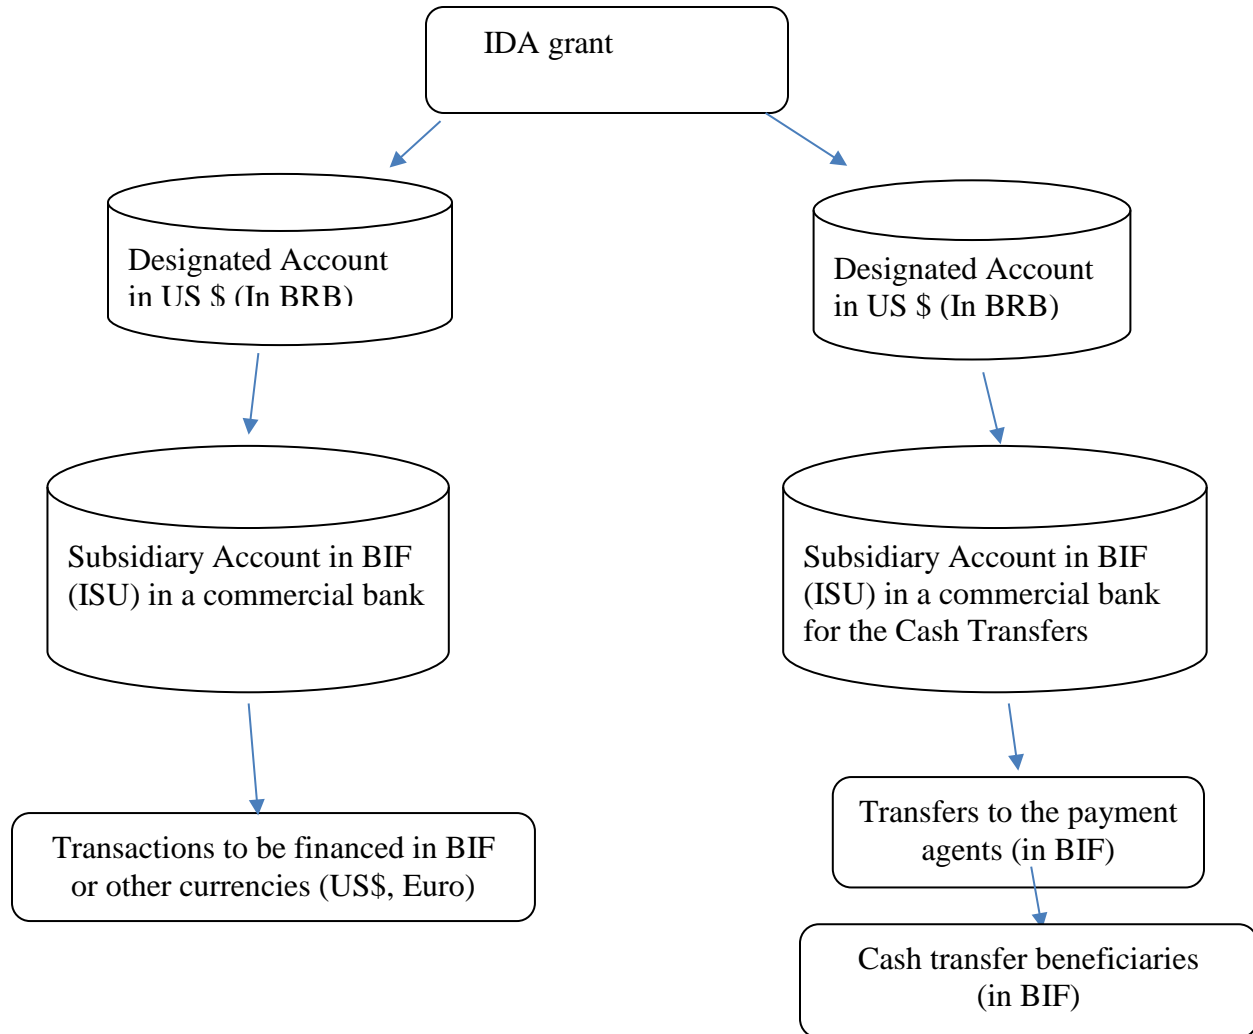 IDA grant
Designated Account
in US $ (In BRB)
Designated Account
in US $ (In BRB)
Subsidiary Account in BIF
(ISU) in a commercial bank
Subsidiary Account in BIF
(ISU) in a commercial bank
for the Cash Transfers
Transactions to be financed in BIF
or other currencies (US$, Euro)
Transfers to the payment
agents (in BIF)
Cash transfer beneficiaries
(in BIF)